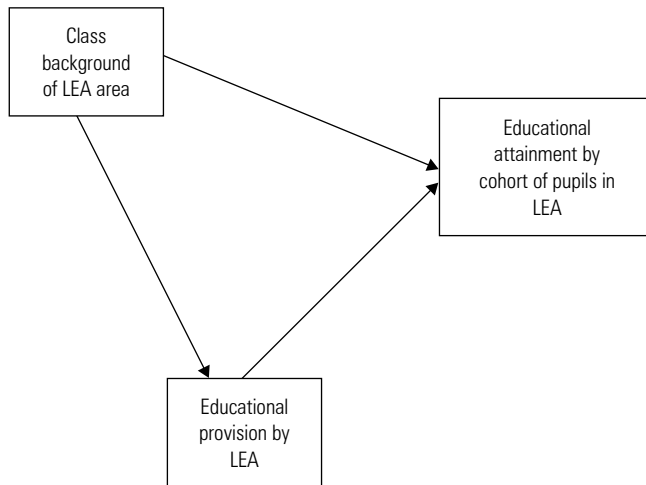 Class
background
of LEA area
Educational
attainment by
cohort of pupils in
LEA
Educational
provision by
LEA